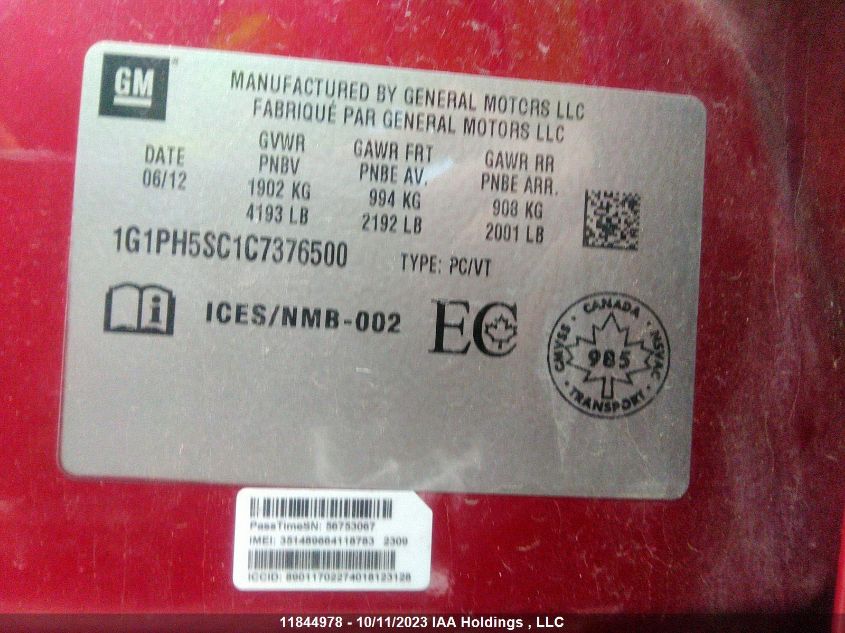 GM
MANUFACTURED BY GENERAL MOTORS LLC
FABRIQUÉ PAR GENERAL MOTORS LLC
DATE
06/12
GVWR
PNBV
1902 KG
4193 LB
GAWR FRT
PNBE AV.
994 KG
2192 LB
GAWR RR
PNBE ARR.
908 KG
2001 LB
1G1PH5SC1C7376500
TYPE: PC/VT
ICES/NMB-002
EC
CANADA
CMVSS
NSVAC
985
TRANSPORT
PassTimeSN: 56753067
IMEI: 351489664118783 2309
ICCID: 89011702274018123128
11844978 - 10/11/2023 IAA Holdings , LLC